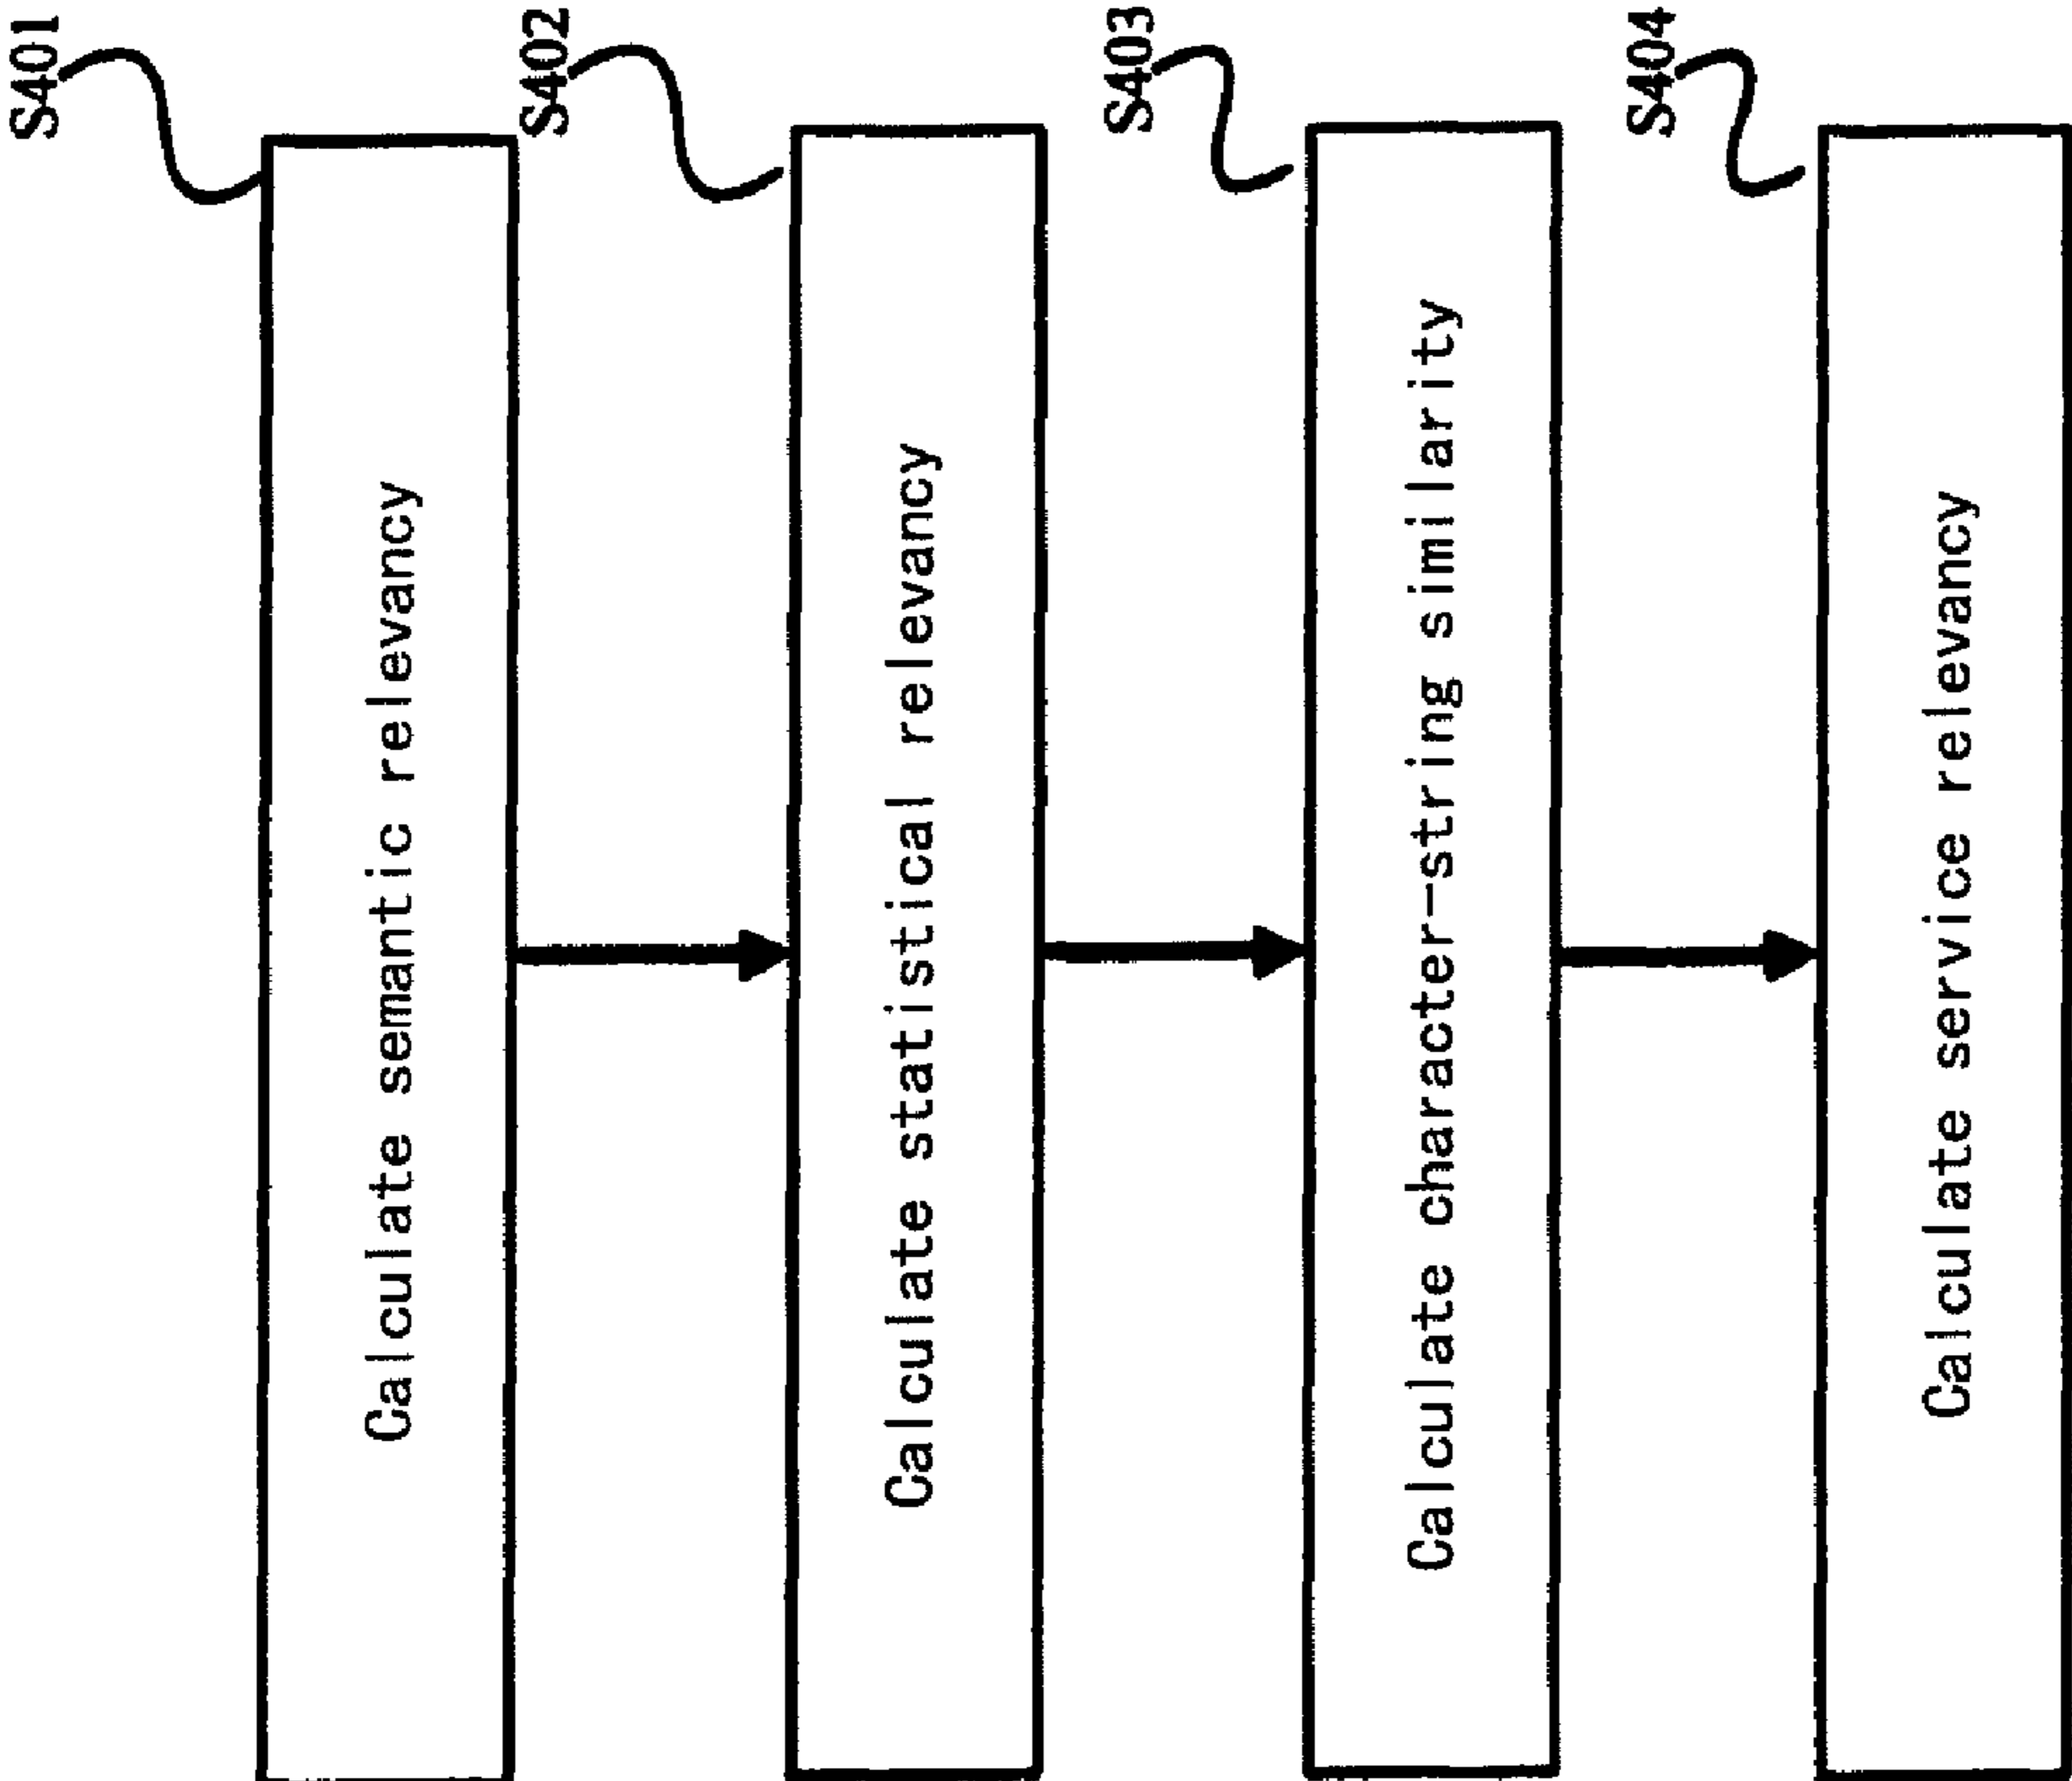 S401
Calculate semantic relevancy
S402
Calculate statistical relevancy
S403
Calculate character-string similarity
S404
Calculate service relevancy